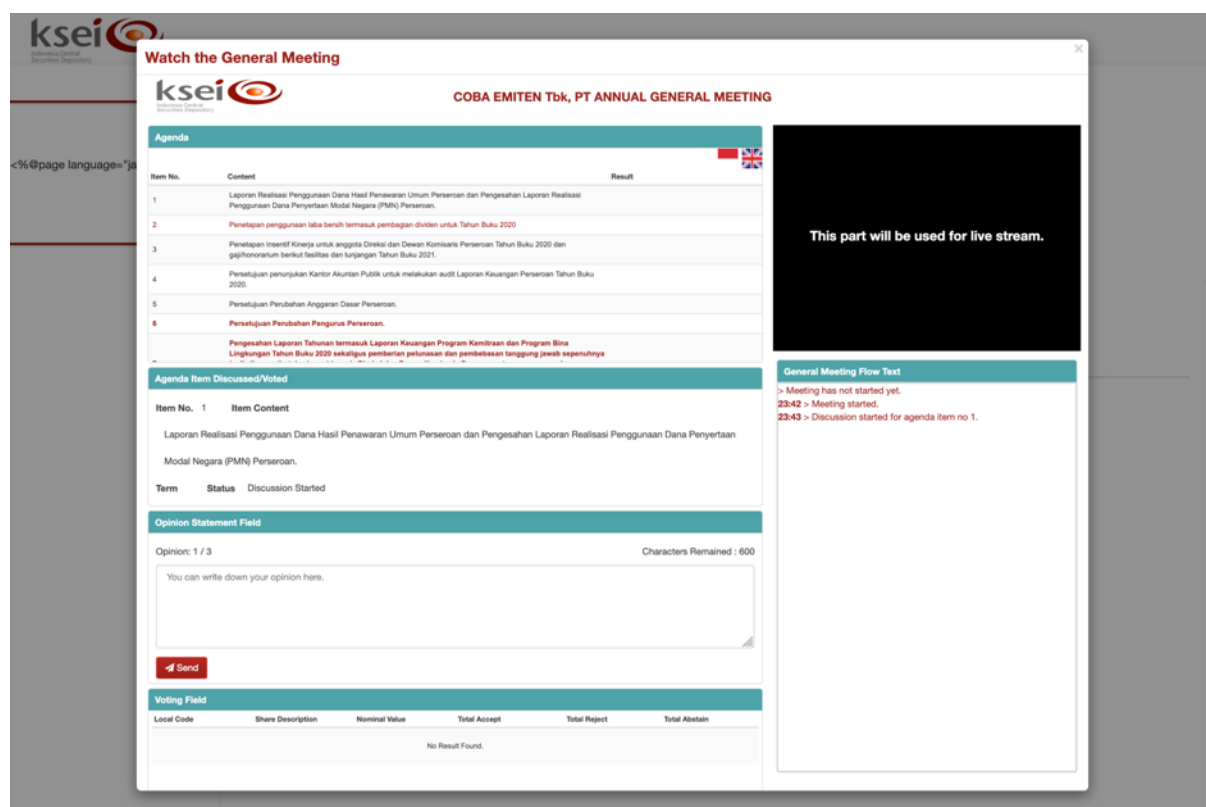 ksei
Indonesia Central
Securities Depository
<%@page language="ja
Watch the General Meeting
×
ksei
Indonesia Central
Securities Depository
COBA EMITEN Tbk, PT ANNUAL GENERAL MEETING
Agenda
Item No. Content Result
1 Laporan Realisasi Penggunaan Dana Hasil Penawaran Umum Perseroan dan Pengesahan Laporan Realisasi
Penggunaan Dana Penyertaan Modal Negara (PMN) Perseroan.
2 Penetapan penggunaan laba bersih termasuk pembagian dividen untuk Tahun Buku 2020
3 Penetapan Insentif Kinerja untuk anggota Direksi dan Dewan Komisaris Perseroan Tahun Buku 2020 dan
gaji/honorarium berikut fasilitas dan tunjangan Tahun Buku 2021.
4 Persetujuan penunjukan Kantor Akuntan Publik untuk melakukan audit Laporan Keuangan Perseroan Tahun Buku
2020.
5 Persetujuan Perubahan Anggaran Dasar Perseroan.
6 Persetujuan Perubahan Pengurus Perseroan.
Pengesahan Laporan Tahunan termasuk Laporan Keuangan Program Kemitraan dan Program Bina
Lingkungan Tahun Buku 2020 sekaligus pemberian pelunasan dan pembebasan tanggung jawab sepenuhnya
This part will be used for live stream.
Agenda Item Discussed/Voted
Item No. 1 Item Content
Laporan Realisasi Penggunaan Dana Hasil Penawaran Umum Perseroan dan Pengesahan Laporan Realisasi Penggunaan Dana Penyertaan
Modal Negara (PMN) Perseroan.
Term Status Discussion Started
General Meeting Flow Text
> Meeting has not started yet.
23:42 > Meeting started.
23:43 > Discussion started for agenda item no 1.
Opinion Statement Field
Opinion: 1 / 3 Characters Remained : 600
You can write down your opinion here.
Send
Voting Field
Local Code Share Description Nominal Value Total Accept Total Reject Total Abstain
No Result Found.